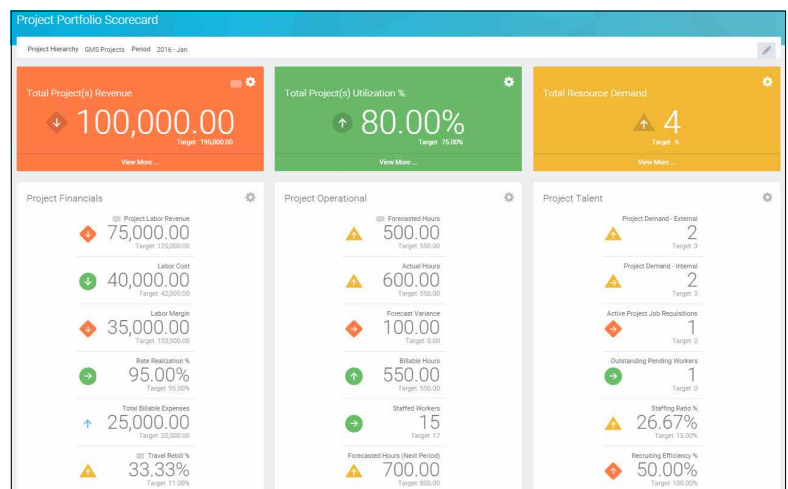 Project Portfolio Scorecard
Project Hierarchy GMS Projects Period 2016 - Jan
Total Project(s) Revenue
100,000.00
Target 195,000.00
View More ...
Total Project(s) Utilization %
80.00%
Target 75.00%
View More ...
Total Resource Demand
4
Target 6
View More ...
Project Financials
Project Labor Revenue
75,000.00
Target 125,000.00
Labor Cost
40,000.00
Target 42,000.00
Labor Margin
35,000.00
Target 133,000.00
Rate Realization %
95.00%
Target 95.00%
Total Billable Expenses
25,000.00
Target 20,000.00
Travel Rebill %
33.33%
Target 11.00%
Project Operational
Forecasted Hours
500.00
Target 550.00
Actual Hours
600.00
Target 550.00
Forecast Variance
100.00
Target 0.00
Billable Hours
550.00
Target 550.00
Staffed Workers
15
Target 17
Forecasted Hours (Next Period)
700.00
Target 800.00
Project Talent
Project Demand - External
2
Target 3
Project Demand - Internal
2
Target 3
Active Project Job Requisitions
1
Target 2
Outstanding Pending Workers
1
Target 0
Staffing Ratio %
26.67%
Target 15.00%
Recruiting Efficiency %
50.00%
Target 100.00%